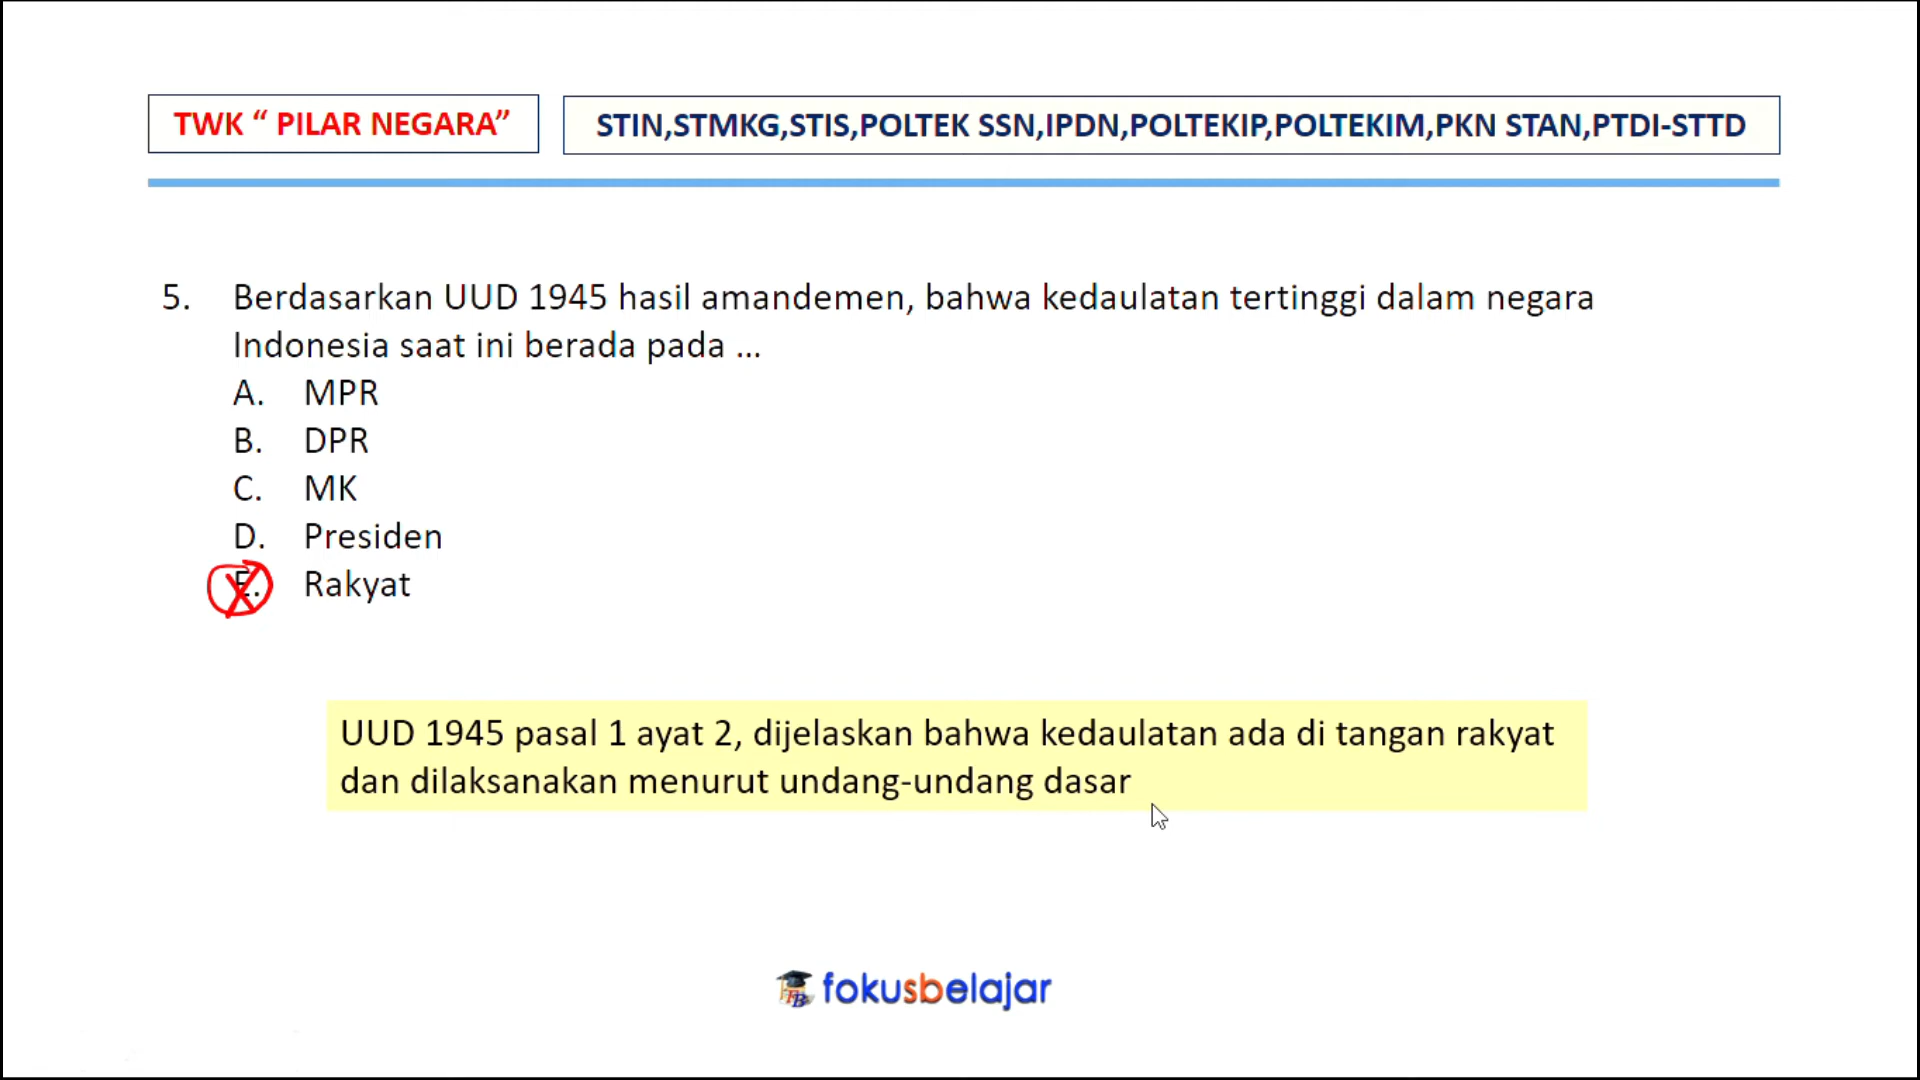 TWK “ PILAR NEGARA”
STIN,STMKG,STIS,POLTEK SSN,IPDN,POLTEKIP,POLTEKIM,PKN STAN,PTDI-STTD
5. Berdasarkan UUD 1945 hasil amandemen, bahwa kedaulatan tertinggi dalam negara
Indonesia saat ini berada pada ...
A. MPR
B. DPR
C. MK
D. Presiden
E. Rakyat
UUD 1945 pasal 1 ayat 2, dijelaskan bahwa kedaulatan ada di tangan rakyat
dan dilaksanakan menurut undang-undang dasar
FB fokusbelajar